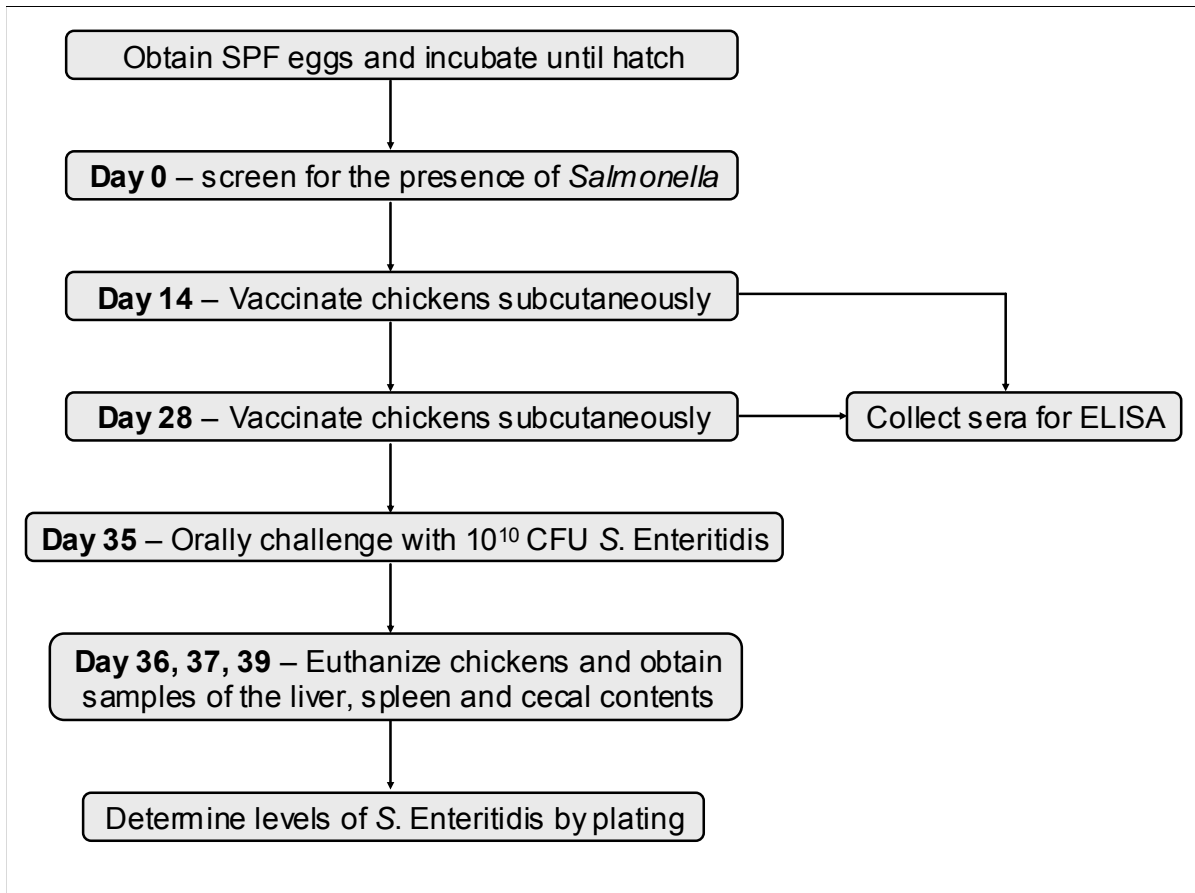 Obtain SPF eggs and incubate until hatch
Day 0 – screen for the presence of Salmonella
Day 14 – Vaccinate chickens subcutaneously
Day 28 – Vaccinate chickens subcutaneously
Collect sera for ELISA
Day 35 – Orally challenge with 10¹⁰ CFU S. Enteritidis
Day 36, 37, 39 – Euthanize chickens and obtain
samples of the liver, spleen and cecal contents
Determine levels of S. Enteritidis by plating